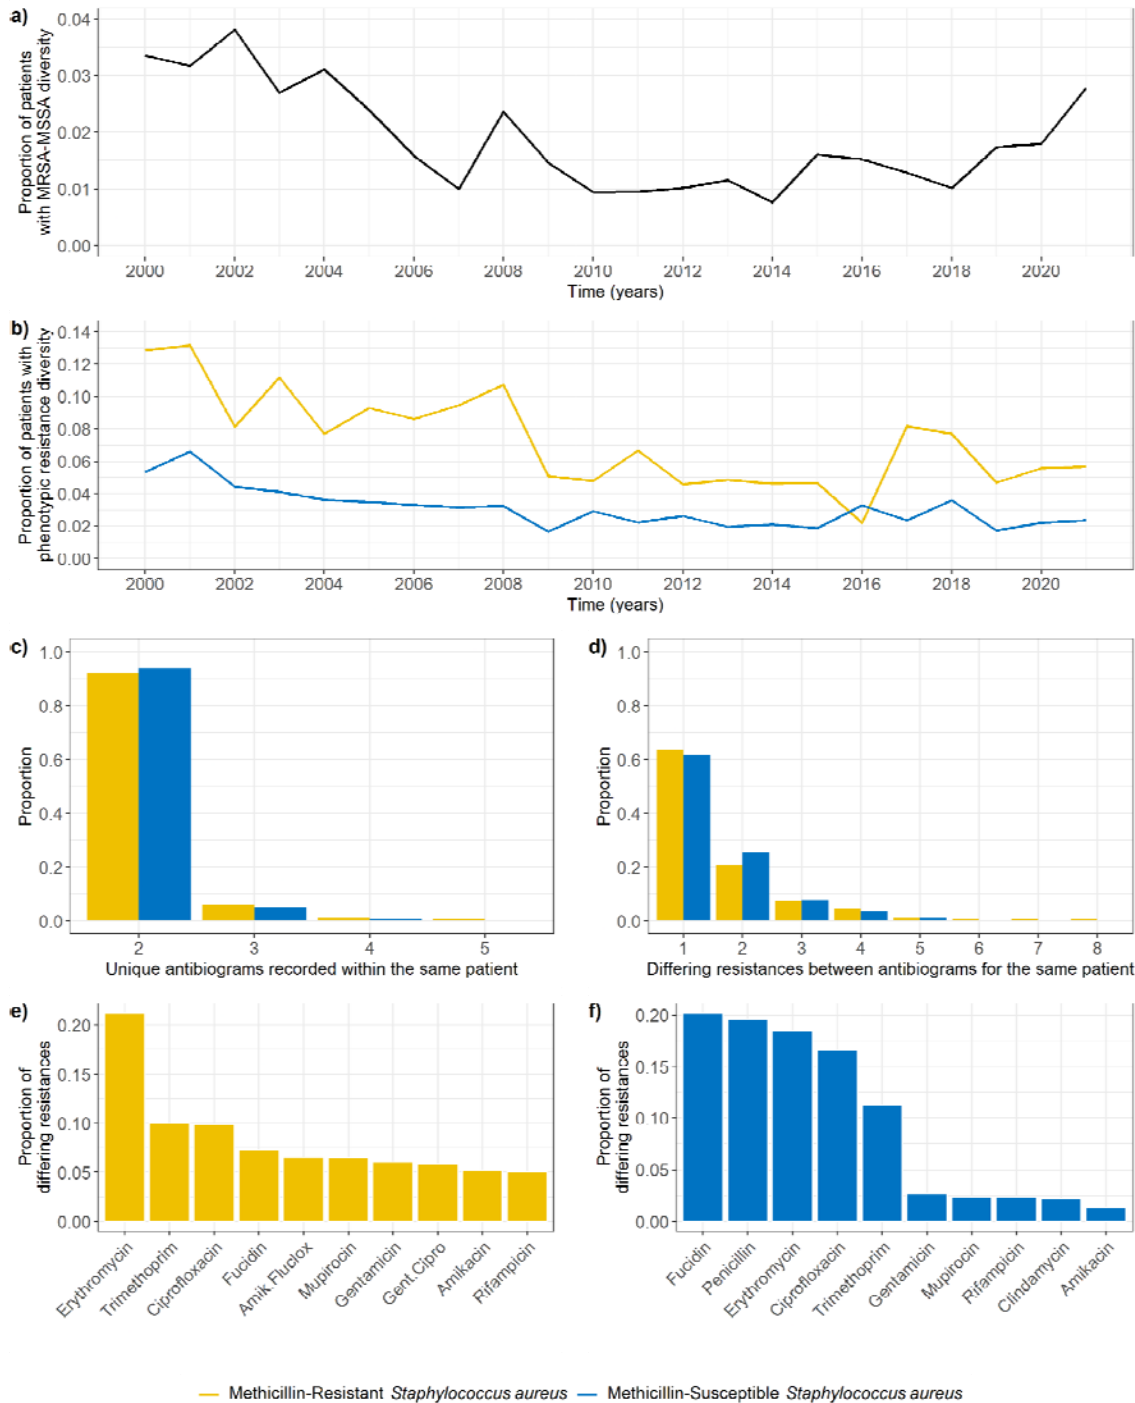 a)
Proportion of patients
with MRSA-MSSA diversity
0.04
0.03
0.02
0.01
0.00
2000 2002 2004 2006 2008 2010 2012 2014 2016 2018 2020
Time (years)
b)
Proportion of patients with
phenotypic resistance diversity
0.14
0.12
0.10
0.08
0.06
0.04
0.02
0.00
2000 2002 2004 2006 2008 2010 2012 2014 2016 2018 2020
Time (years)
c)
Proportion
1.0
0.8
0.6
0.4
0.2
0.0
2 3 4 5
Unique antibiograms recorded within the same patient
d)
Proportion
1.0
0.8
0.6
0.4
0.2
0.0
1 2 3 4 5 6 7 8
Differing resistances between antibiograms for the same patient
e)
Proportion of
differing resistances
0.20
0.15
0.10
0.05
0.00
Erythromycin
Trimethoprim
Ciprofloxacin
Fucidin
Amik.Fluclox
Mupirocin
Gentamicin
Gent.Cipro
Amikacin
Rifampicin
f)
Proportion of
differing resistances
0.20
0.15
0.10
0.05
0.00
Fucidin
Penicillin
Erythromycin
Ciprofloxacin
Trimethoprim
Gentamicin
Mupirocin
Rifampicin
Clindamycin
Amikacin
Methicillin-Resistant Staphylococcus aureus Methicillin-Susceptible Staphylococcus aureus